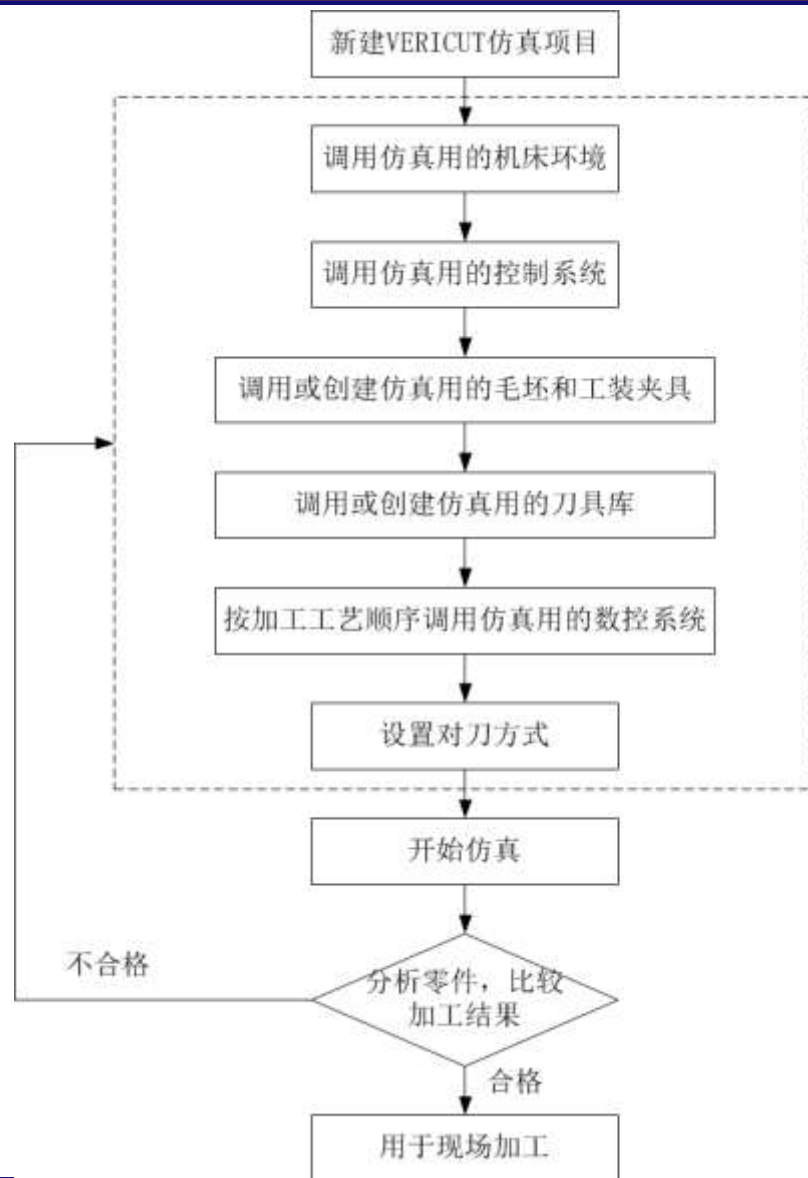 新建VERICUT仿真项目
调用仿真用的机床环境
调用仿真用的控制系统
调用或创建仿真用的毛坯和工装夹具
调用或创建仿真用的刀具库
按加工工艺顺序调用仿真用的数控系统
设置对刀方式
开始仿真
不合格
分析零件，比较
加工结果
合格
用于现场加工